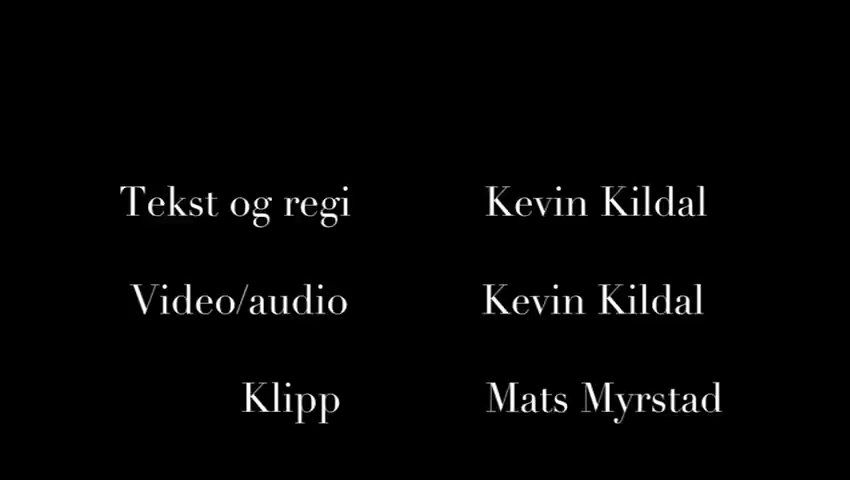 Tekst og regi Kevin Kildal
Video/audio Kevin Kildal
Klipp Mats Myrstad